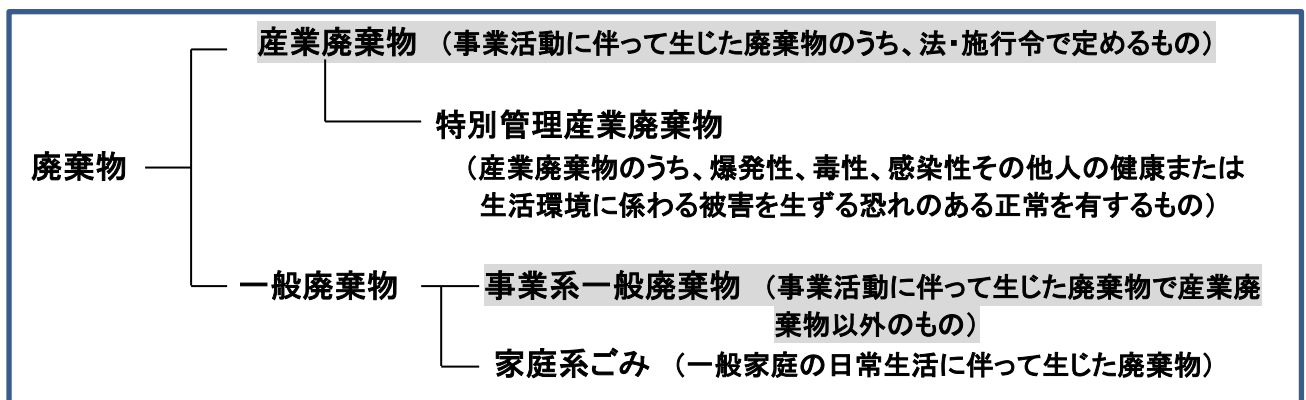 産業廃棄物 （事業活動に伴って生じた廃棄物のうち、法・施行令で定めるもの）
特別管理産業廃棄物
（産業廃棄物のうち、爆発性、毒性、感染性その他人の健康または
生活環境に係わる被害を生ずる恐れのある正常を有するもの）
廃棄物
一般廃棄物
事業系一般廃棄物 （事業活動に伴って生じた廃棄物で産業廃
棄物以外のもの）
家庭系ごみ （一般家庭の日常生活に伴って生じた廃棄物）